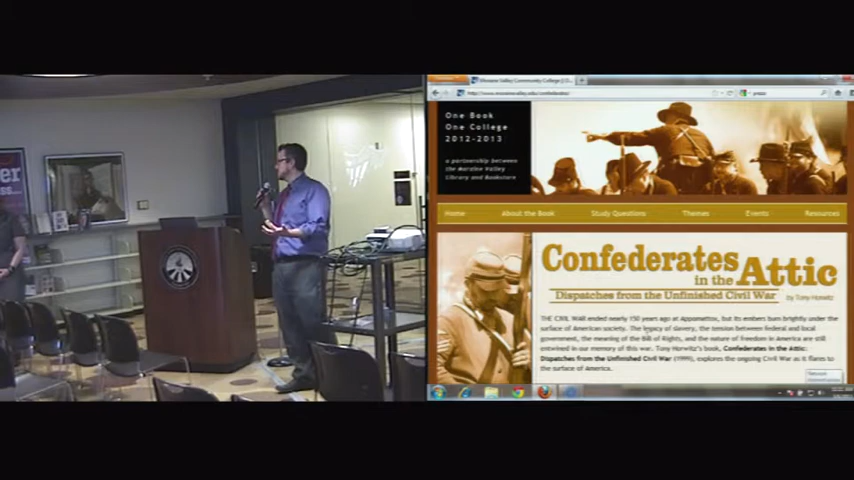 er
ss...
Moraine Valley Community College
One Book
One College
2012-2013
a partnership between
the Moraine Valley
Library and Bookstore
Home
About the Book
Study Questions
Themes
Events
Resources
Confederates
in the Attic
Dispatches from the Unfinished Civil War
by Tony Horwitz
THE CIVIL WAR ended nearly 150 years ago at Appomattox, but its embers burn brightly under the
surface of American society. The legacy of slavery, the tension between federal and local
government, the meaning of the Bill of Rights, and the nature of freedom in America are still
entwined in our memory of this war. Tony Horwitz's book, Confederates in the Attic:
Dispatches from the Unfinished Civil War (1999), explores the ongoing Civil War as it flares to
the surface of America.